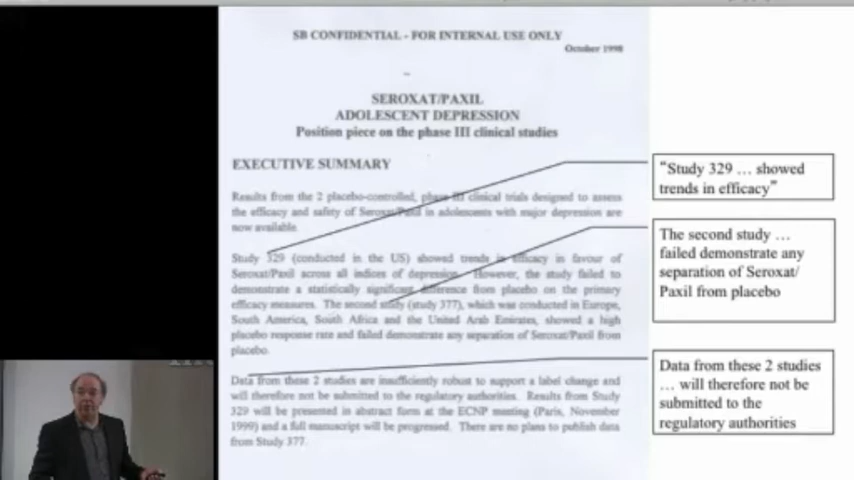 SB CONFIDENTIAL - FOR INTERNAL USE ONLY
October 1998
SEROXAT/PAXIL
ADOLESCENT DEPRESSION
Position piece on the phase III clinical studies
EXECUTIVE SUMMARY
Results from the 2 placebo-controlled, phase III clinical trials designed to assess
the efficacy and safety of Seroxat/Paxil in adolescents with major depression are
now available.
Study 329 (conducted in the US) showed trends in efficacy in favour of
Seroxat/Paxil across all indices of depression. However, the study failed to
demonstrate a statistically significant difference from placebo on the primary
efficacy measures. The second study (study 377), which was conducted in Europe,
South America, South Africa and the United Arab Emirates, showed a high
placebo response rate and failed demonstrate any separation of Seroxat/Paxil from
placebo.
Data from these 2 studies are insufficiently robust to support a label change and
will therefore not be submitted to the regulatory authorities. Results from Study
329 will be presented in abstract form at the ECNP meeting (Paris, November
1999) and a full manuscript will be progressed. There are no plans to publish data
from Study 377.
"Study 329 ... showed
trends in efficacy"
The second study ...
failed demonstrate any
separation of Seroxat/
Paxil from placebo
Data from these 2 studies
... will therefore not be
submitted to the
regulatory authorities